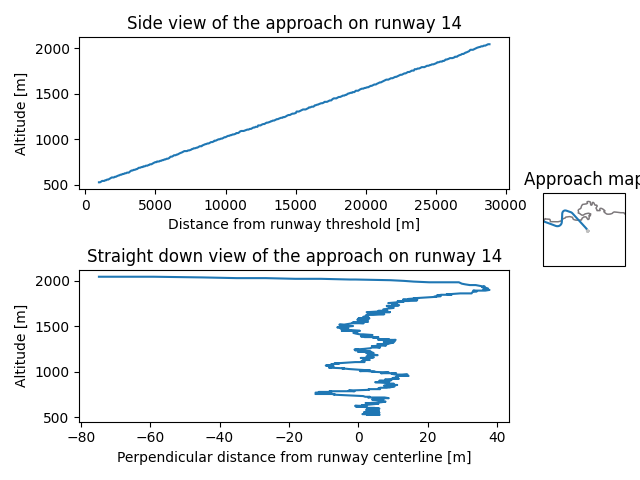 Side view of the approach on runway 14
2000
1500
1000
500
Altitude [m]
0 5000 10000 15000 20000 25000 30000
Distance from runway threshold [m]
Approach map
Straight down view of the approach on runway 14
2000
1500
1000
500
Altitude [m]
−80 −60 −40 −20 0 20 40
Perpendicular distance from runway centerline [m]